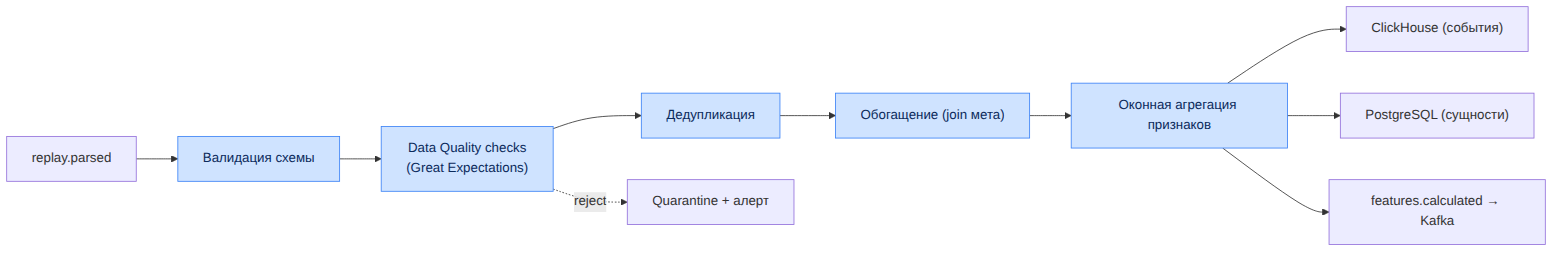 replay.parsed
Валидация схемы
Data Quality checks
(Great Expectations)
reject
Дедупликация
Quarantine + алерт
Обогащение (join мета)
Оконная агрегация
признаков
ClickHouse (события)
PostgreSQL (сущности)
features.calculated →
Kafka